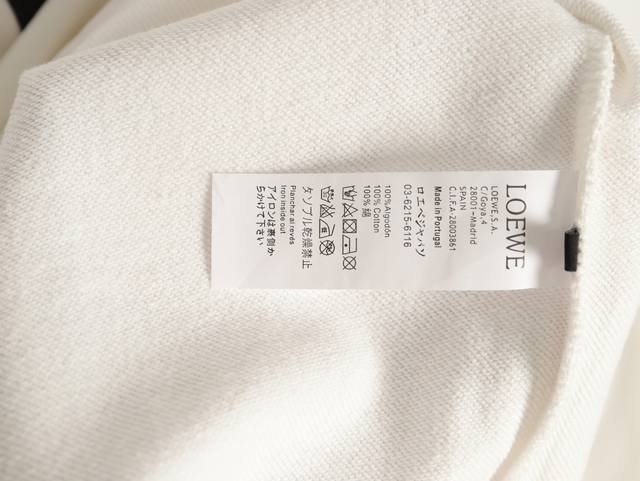 LOEWE
LOEWE, S.A.
C/Goya, 4
28001-Madrid
SPAIN
C.I.F.A-28003861
Made in Portugal
ロエベジャパソ
03-6215-6116
100%Algodón
100% Cotton
100% 綿
タソブル乾燥禁止
Planchar al revés
Iron inside out
アイロンは裏側か
らかけて下さい